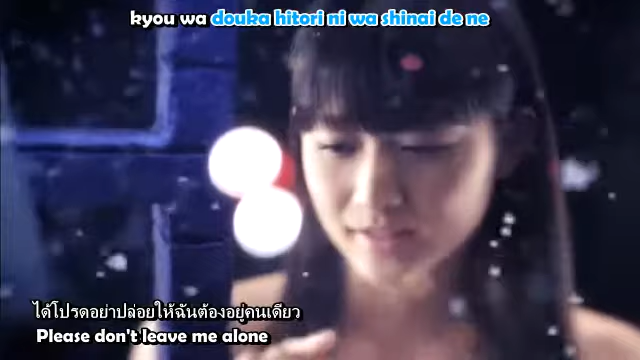 kyou wa douka hitori ni wa shinai de ne
ได้โปรดอย่าปล่อยให้ฉันต้องอยู่คนเดียว
Please don't leave me alone